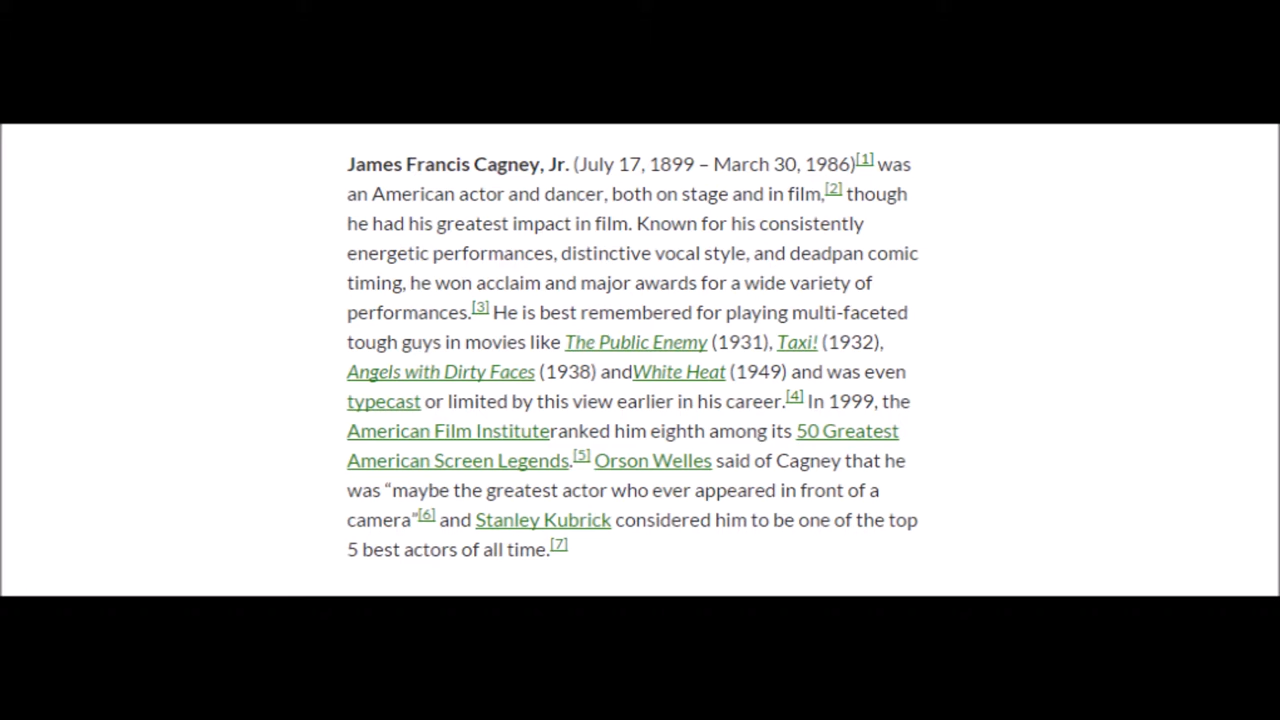 James Francis Cagney, Jr. (July 17, 1899 – March 30, 1986)[1] was
an American actor and dancer, both on stage and in film,[2] though
he had his greatest impact in film. Known for his consistently
energetic performances, distinctive vocal style, and deadpan comic
timing, he won acclaim and major awards for a wide variety of
performances.[3] He is best remembered for playing multi-faceted
tough guys in movies like The Public Enemy (1931), Taxi! (1932),
Angels with Dirty Faces (1938) andWhite Heat (1949) and was even
typecast or limited by this view earlier in his career.[4] In 1999, the
American Film Instituteranked him eighth among its 50 Greatest
American Screen Legends.[5] Orson Welles said of Cagney that he
was “maybe the greatest actor who ever appeared in front of a
camera”[6] and Stanley Kubrick considered him to be one of the top
5 best actors of all time.[7]